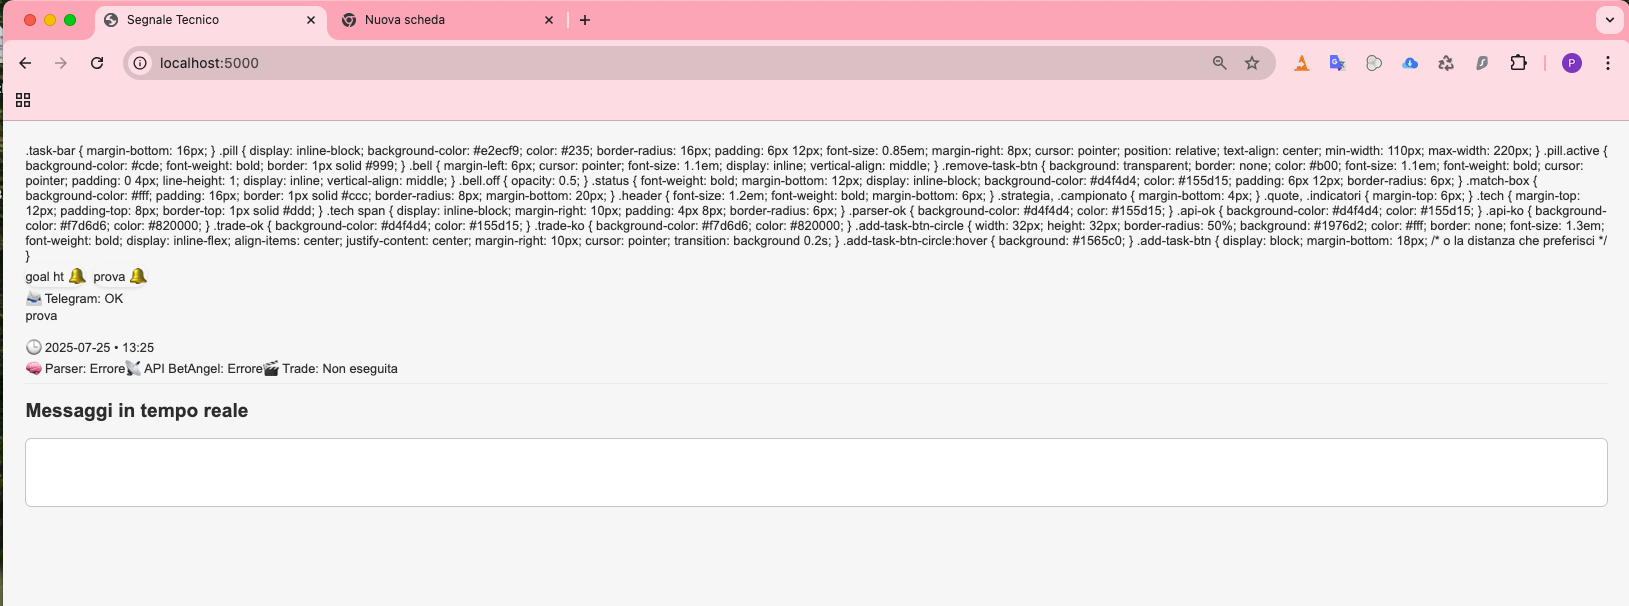 Segnale Tecnico
Nuova scheda
localhost:5000
P
.task-bar { margin-bottom: 16px; } .pill { display: inline-block; background-color: #e2ecf9; color: #235; border-radius: 16px; padding: 6px 12px; font-size: 0.85em; margin-right: 8px; cursor: pointer; position: relative; text-align: center; min-width: 110px; max-width: 220px; } .pill.active {
background-color: #cde; font-weight: bold; border: 1px solid #999; } .bell { margin-left: 6px; cursor: pointer; font-size: 1.1em; display: inline; vertical-align: middle; } .remove-task-btn { background: transparent; border: none; color: #b00; font-size: 1.1em; font-weight: bold; cursor:
pointer; padding: 0 4px; line-height: 1; display: inline; vertical-align: middle; } .bell.off { opacity: 0.5; } .status { font-weight: bold; margin-bottom: 12px; display: inline-block; background-color: #d4f4d4; color: #155d15; padding: 6px 12px; border-radius: 6px; } .match-box {
background-color: #fff; padding: 16px; border: 1px solid #ccc; border-radius: 8px; margin-bottom: 20px; } .header { font-size: 1.2em; font-weight: bold; margin-bottom: 6px; } .strategia, .campionato { margin-bottom: 4px; } .quote, .indicatori { margin-top: 6px; } .tech { margin-top:
12px; padding-top: 8px; border-top: 1px solid #ddd; } .tech span { display: inline-block; margin-right: 10px; padding: 4px 8px; border-radius: 6px; } .parser-ok { background-color: #d4f4d4; color: #155d15; } .api-ok { background-color: #d4f4d4; color: #155d15; } .api-ko { background-
color: #f7d6d6; color: #820000; } .trade-ok { background-color: #d4f4d4; color: #155d15; } .trade-ko { background-color: #f7d6d6; color: #820000; } .add-task-btn-circle { width: 32px; height: 32px; border-radius: 50%; background: #1976d2; color: #fff; border: none; font-size: 1.3em;
font-weight: bold; display: inline-flex; align-items: center; justify-content: center; margin-right: 10px; cursor: pointer; transition: background 0.2s; } .add-task-btn-circle:hover { background: #1565c0; } .add-task-btn { display: block; margin-bottom: 18px; /* o la distanza che preferisci */
}
goal ht 🔔 prova 🔔
Telegram: OK
prova
🕒 2025-07-25 • 13:25
🧠 Parser: Errore📡 API BetAngel: Errore🎬 Trade: Non eseguita
Messaggi in tempo reale